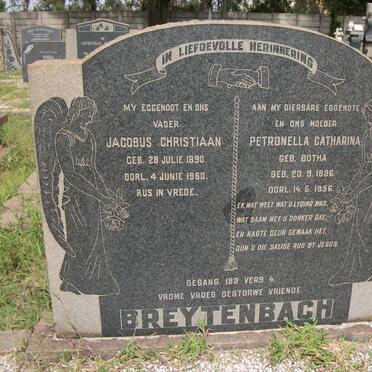 IN LIEFDEVOLLE HERINNERING
MY EGGENOOT EN ONS
VADER
JACOBUS CHRISTIAAN
GEB. 28 JULIE 1890
OORL. 4 JUNIE 1960.
RUS IN VREDE.
AAN MY DIERBARE EGGENOTE
EN ONS MOEDER
PETRONELLA CATHARINA
GEB. BOTHA
GEB. 20. 9. 1896.
OORL. 14. 6. 1956.
EK WAT WEET WAT U LYDING WAS,
WAT SAAM MET U DONKER DAE,
EN NAGTE DEUR GEMAAK HET,
GUN U DIE SALIGE RUS BY JESUS.
GESANG 182 VERS 4.
VROME VROEG GESTORWE VRIENDE.
BREYTENBACH